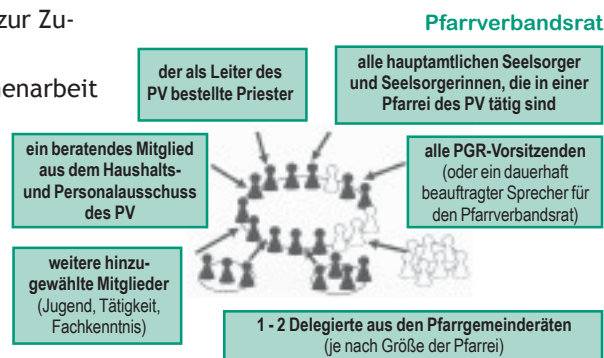 zur Zu-
enarbeit
Pfarrverbandsrat
der als Leiter des
PV bestellte Priester
alle hauptamtlichen Seelsorger
und Seelsorgerinnen, die in einer
Pfarrei des PV tätig sind
ein beratendes Mitglied
aus dem Haushalts-
und Personalausschuss
des PV
alle PGR-Vorsitzenden
(oder ein dauerhaft
beauftragter Sprecher für
den Pfarrverbandsrat)
weitere hinzu-
gewählte Mitglieder
(Jugend, Tätigkeit,
Fachkenntnis)
1 - 2 Delegierte aus den Pfarrgemeinderäten
(je nach Größe der Pfarrei)